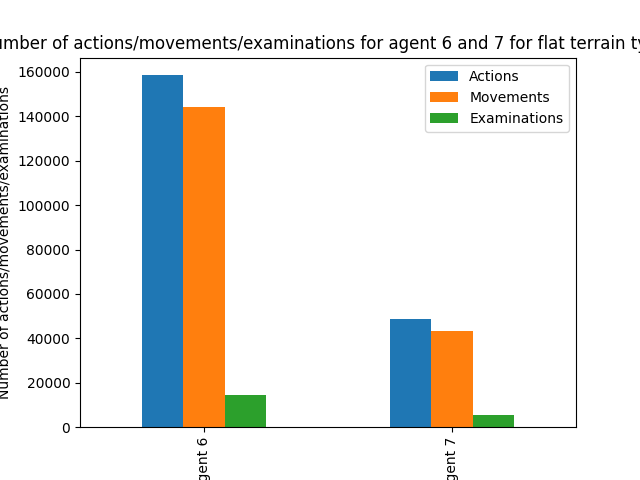 umber of actions/movements/examinations for agent 6 and 7 for flat terrain ty
Number of actions/movements/examinations
160000
140000
120000
100000
80000
60000
40000
20000
0
Actions
Movements
Examinations
gent 6
gent 7